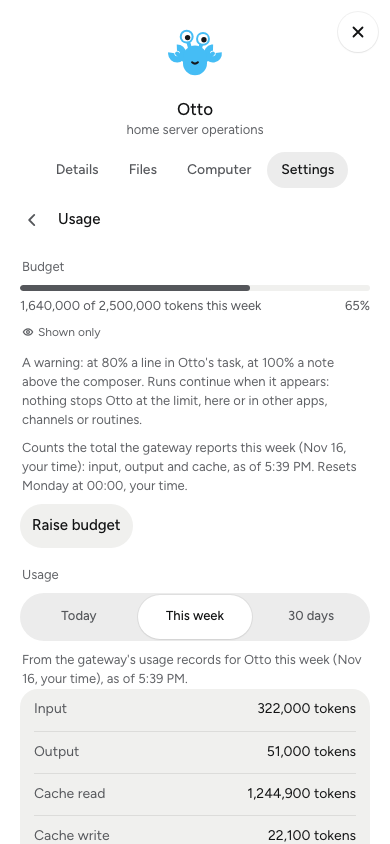 Otto
home server operations
Details
Files
Computer
Settings
Usage
Budget
1,640,000 of 2,500,000 tokens this week
65%
Shown only
A warning: at 80% a line in Otto's task, at 100% a note
above the composer. Runs continue when it appears:
nothing stops Otto at the limit, here or in other apps,
channels or routines.
Counts the total the gateway reports this week (Nov 16,
your time): input, output and cache, as of 5:39 PM. Resets
Monday at 00:00, your time.
Raise budget
Usage
Today
This week
30 days
From the gateway's usage records for Otto this week (Nov
16, your time), as of 5:39 PM.
Input
322,000 tokens
Output
51,000 tokens
Cache read
1,244,900 tokens
Cache write
22,100 tokens